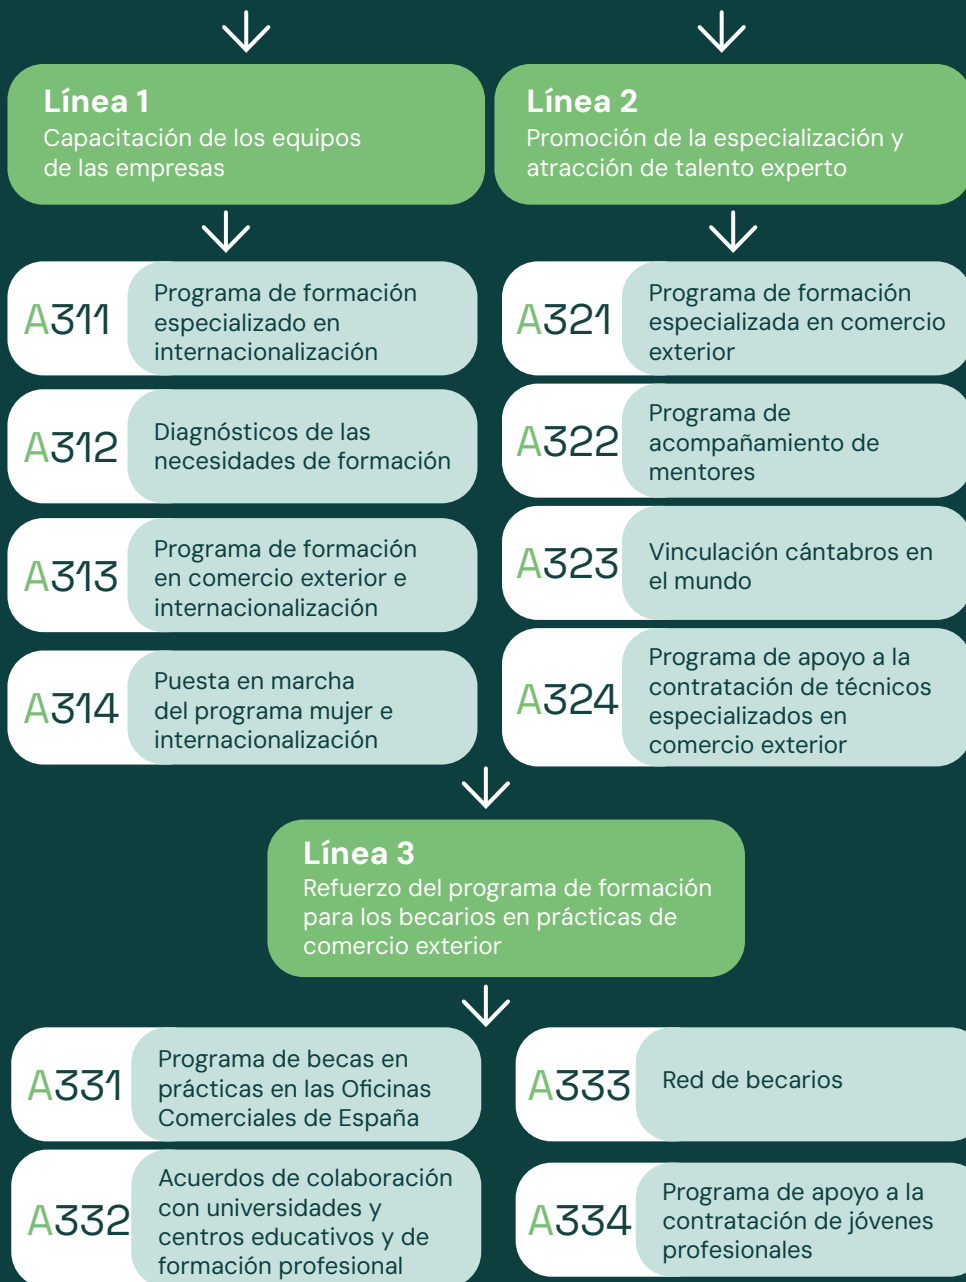 Línea 1
Capacitación de los equipos
de las empresas
Línea 2
Promoción de la especialización y
atracción de talento experto
A311
Programa de formación
especializado en
internacionalización
A312
Diagnósticos de las
necesidades de formación
A313
Programa de formación
en comercio exterior e
internacionalización
A314
Puesta en marcha
del programa mujer e
internacionalización
A321
Programa de formación
especializada en comercio
exterior
A322
Programa de
acompañamiento de
mentores
A323
Vinculación cántabros en
el mundo
A324
Programa de apoyo a la
contratación de técnicos
especializados en
comercio exterior
Línea 3
Refuerzo del programa de formación
para los becarios en prácticas de
comercio exterior
A331
Programa de becas en
prácticas en las Oficinas
Comerciales de España
A332
Acuerdos de colaboración
con universidades y
centros educativos y de
formación profesional
A333
Red de becarios
A334
Programa de apoyo a la
contratación de jóvenes
profesionales